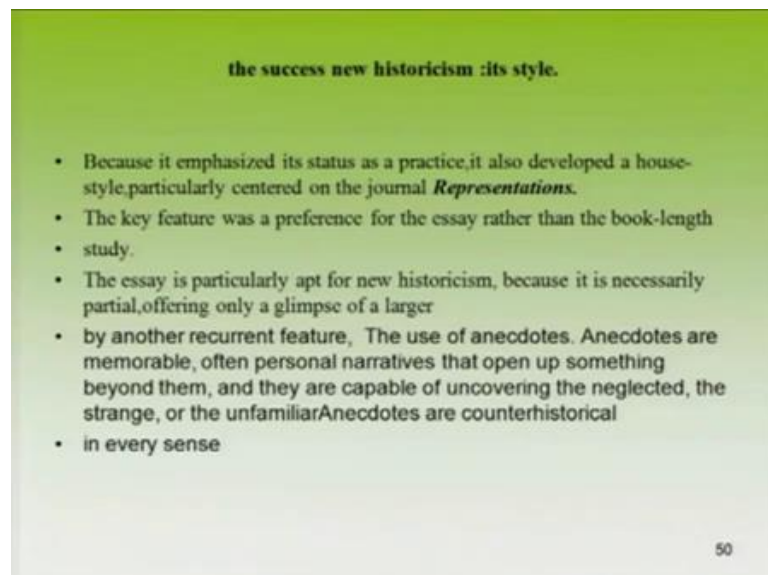 the success new historicism :its style.
• Because it emphasized its status as a practice,it also developed a house-
style,particularly centered on the journal Representations.
• The key feature was a preference for the essay rather than the book-length
• study.
• The essay is particularly apt for new historicism, because it is necessarily
partial,offering only a glimpse of a larger
• by another recurrent feature, The use of anecdotes. Anecdotes are
memorable, often personal narratives that open up something
beyond them, and they are capable of uncovering the neglected, the
strange, or the unfamiliarAnecdotes are counterhistorical
• in every sense
50